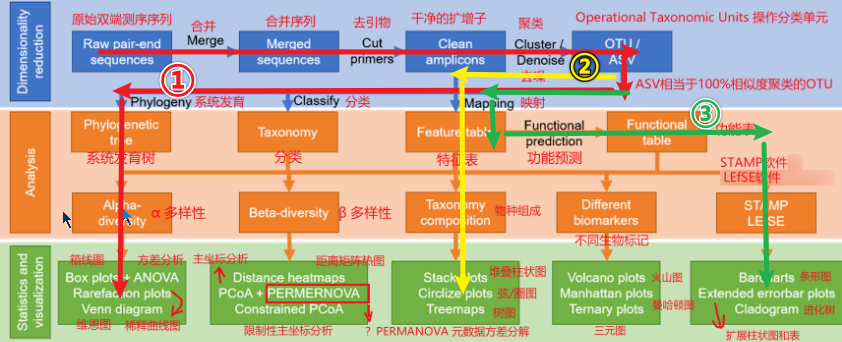 原始双端测序序列
合并
合并序列
去引物
干净的扩增子
聚类
Operational Taxonomic Units 操作分类单元
Dimensionality
reduction
Raw pair-end
sequences
Merge
Merged
sequences
Cut
primers
Clean
amplicons
Cluster /
Denoise
去噪
OTU /
ASV
①
②
ASV相当于100%相似度聚类的OTU
Phylogeny 系统发育
Classify 分类
Mapping 映射
③
Analysis
Phylogenetic
tree
系统发育树
Taxonomy
分类
Feature table
特征表
Functional
prediction
功能预测
Functional
table
功能表
STAMP软件
LEfSE软件
Alpha-
diversity
α 多样性
Beta-diversity
β 多样性
Taxonomy
composition
物种组成
Different
biomarkers
不同生物标记
STAMP
LEfSE
Statistics and
visualization
箱线图
方差分析
Box plots + ANOVA
Rarefaction plots
Venn diagram
维恩图
稀释曲线图
主坐标分析
距离矩阵热图
Distance heatmaps
PCoA + PERMERNOVA
Constrained PCoA
限制性主坐标分析
? PERMANOVA 元数据方差分解
Stack plots
Circlize plots
Treemaps
堆叠柱状图
弦/圈图
树图
Volcano plots
Manhattan plots
Ternary plots
火山图
曼哈顿图
三元图
Bar charts
Extended errorbar plots
Cladogram
条形图
进化树
扩展柱状图和表